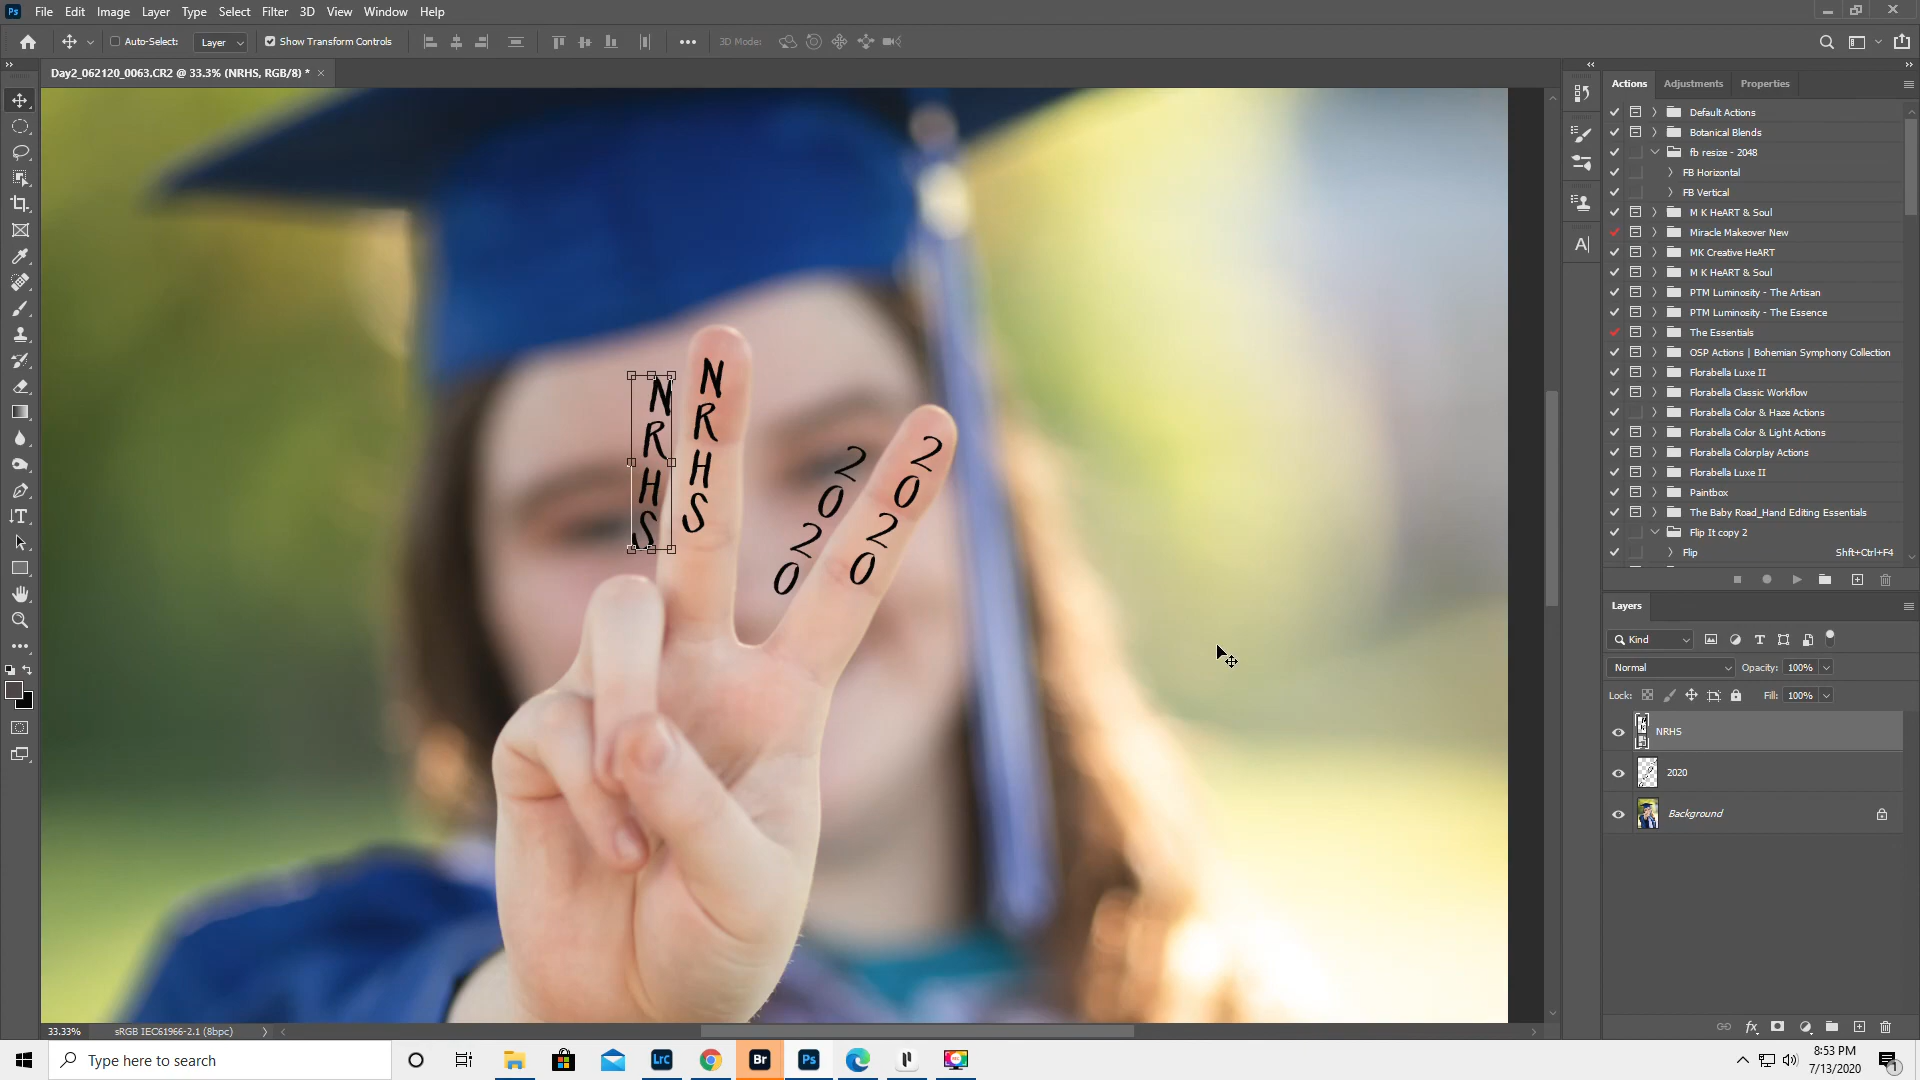 Ps File Edit Image Layer Type Select Filter 3D View Window Help
Auto-Select: Layer Show Transform Controls 3D Mode:
Day2_062120_0063.CR2 @ 33.3% (NRHS, RGB/8) *
N
R
H
S
N
R
H
S
2
0
2
0
2
0
2
0
33.33% sRGB IEC61966-2.1 (8bpc)
Actions Adjustments Properties
Default Actions
Botanical Blends
fb resize - 2048
FB Horizontal
FB Vertical
M K HeART & Soul
Miracle Makeover New
MK Creative HeART
M K HeART & Soul
PTM Luminosity - The Artisan
PTM Luminosity - The Essence
The Essentials
OSP Actions | Bohemian Symphony Collection
Florabella Luxe II
Florabella Classic Workflow
Florabella Color & Haze Actions
Florabella Color & Light Actions
Florabella Colorplay Actions
Florabella Luxe II
Paintbox
The Baby Road_Hand Editing Essentials
Flip It copy 2
Flip Shft+Ctrl+F4
Layers
Kind
Normal Opacity: 100%
Lock: Fill: 100%
NRHS
2020
Background
Type here to search
LrC Br Ps
8:53 PM
7/13/2020
1